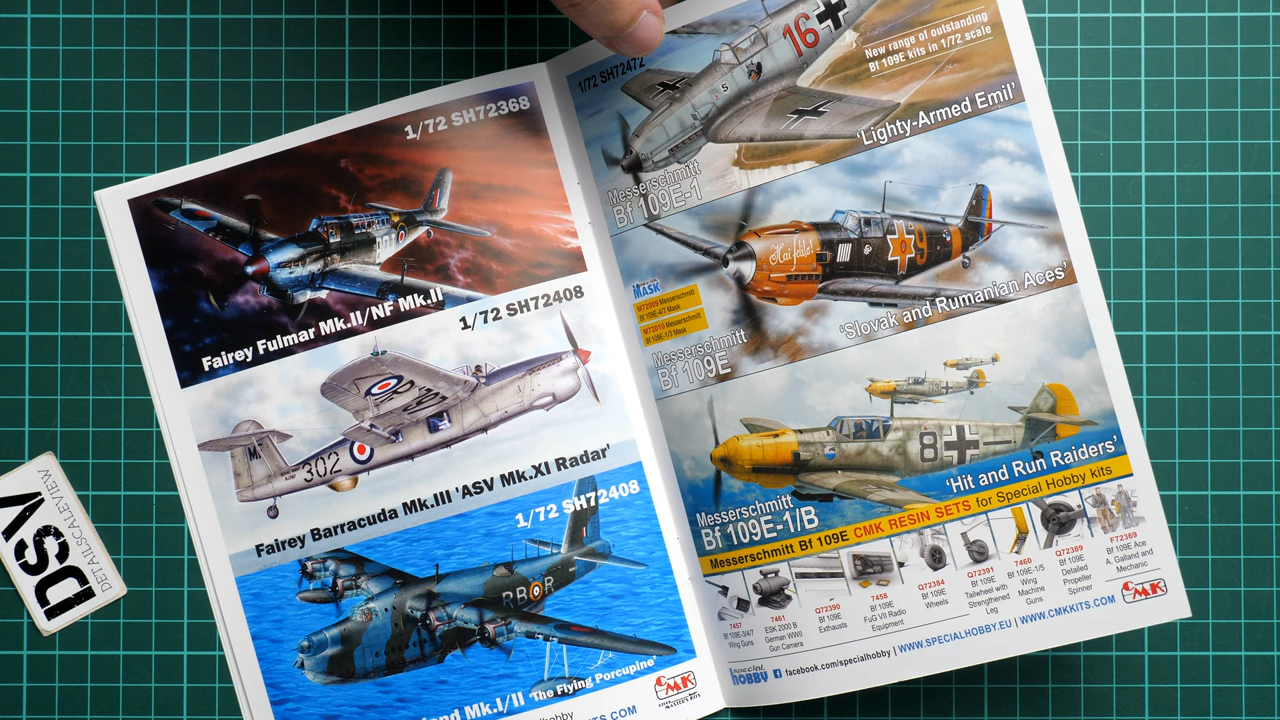 1/72 SH72368
Fairey Fulmar Mk.II/NF Mk.II
1/72 SH72408
302
Fairey Barracuda Mk.III 'ASV Mk.XI Radar'
1/72 SH72408
RB R
Mk.I/II 'The Flying Porcupine'
CMK
KITS.COM
1/72 SH72472
16
S
New range of outstanding
Bf 109E kits in 1/72 scale
'Lighty-Armed Emil'
Messerschmitt
Bf 109E-1
Hai fidelo!
9
MASK
M72009 Messerschmitt
Bf 109E-4/7 Mask
M72010 Messerschmitt
Bf 109E-1/3 Mask
'Slovak and Rumanian Aces'
Messerschmitt
Bf 109E
8
'Hit and Run Raiders'
Messerschmitt
Bf 109E-1/B
Messerschmitt Bf 109E CMK RESIN SETS for Special Hobby kits
7457
Bf 109E-3/4/7
Wing Guns
7461
ESK 2000 B
German WWII
Gun Camera
Q72390
Bf 109E
Exhausts
7458
Bf 109E
FuG VII Radio
Equipment
Q72394
Bf 109E
Wheels
Q72391
Bf 109E
Tailwheel with
Strengthened
Leg
7460
Bf 109E-1/5
Wing
Machine
Guns
Q72389
Bf 109E
Detailed
Propeller
Spinner
F72369
Bf 109E Ace
A. Galland and
Mechanic
CMK
special
HOBBY
facebook.com/specialhobby | WWW.SPECIALHOBBY.EU | WWW.CMKKITS.COM
DSV
DETAILSCALEVIEW